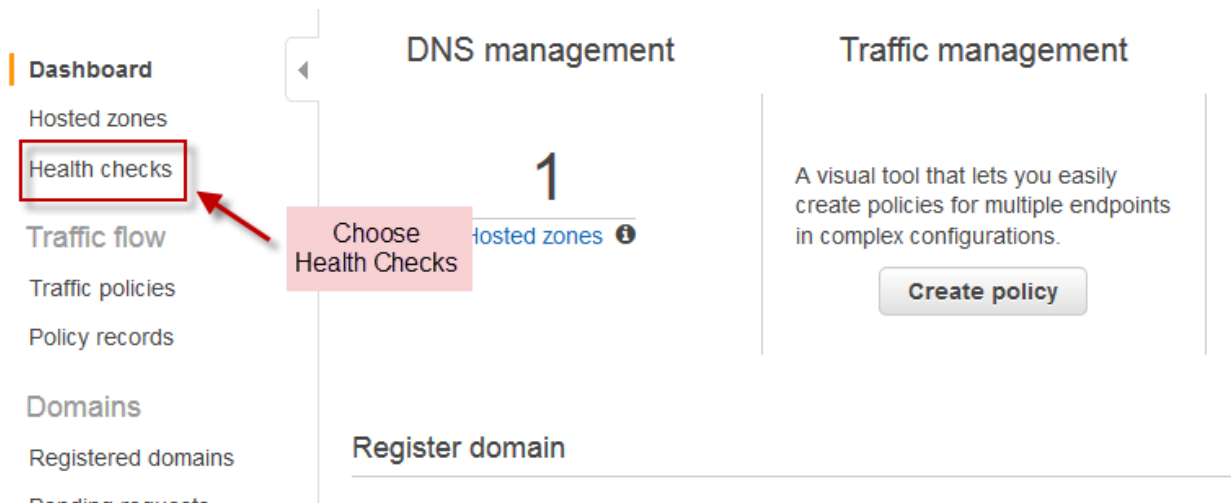 Dashboard
Hosted zones
Health checks
Traffic flow
Traffic policies
Policy records
Domains
Registered domains
Choose
Health Checks
DNS management
1
Hosted zones
Traffic management
A visual tool that lets you easily
create policies for multiple endpoints
in complex configurations.
Create policy
Register domain